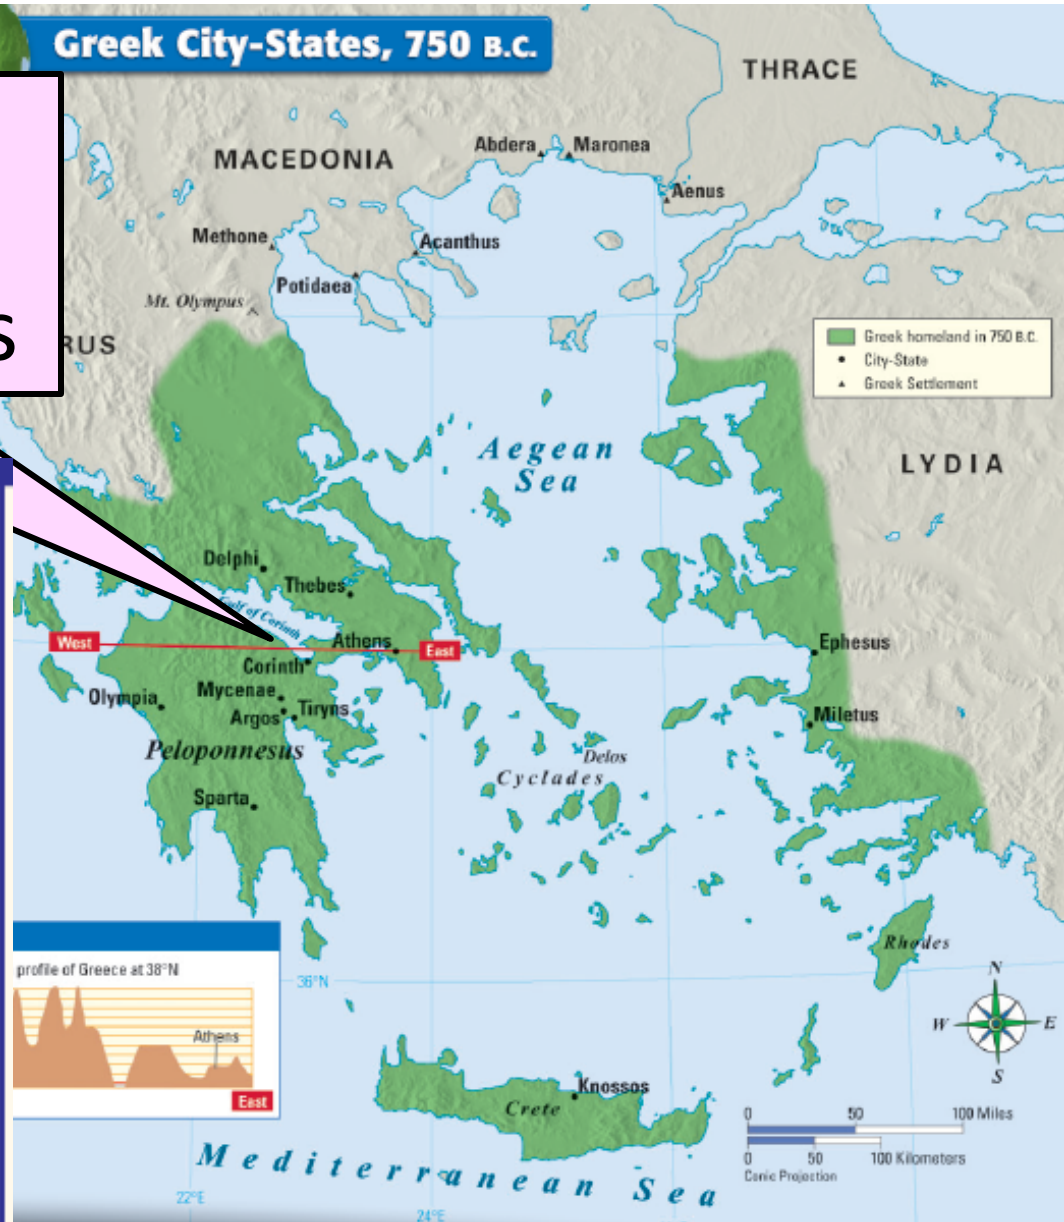 Greek City-States, 750 B.C.
THRACE
Abdera
Maronea
MACEDONIA
Aenus
Methone
Acanthus
Potidaea
Mt. Olympus
S
RUS
Greek homeland in 750 B.C.
City-State
Greek Settlement
Aegean
Sea
LYDIA
Delphi
Thebes
Gulf of Corinth
West
Athens
East
Ephesus
Corinth
Mycenae
Olympia
Tiryns
Argos
Miletus
Peloponnesus
Delos
Cyclades
Sparta
Rhodes
profile of Greece at 38°N
36°N
N
W
E
S
Athens
East
Knossos
Crete
0 50 100 Miles
0 50 100 Kilometers
Conic Projection
Mediterranean Sea
22°E
24°E